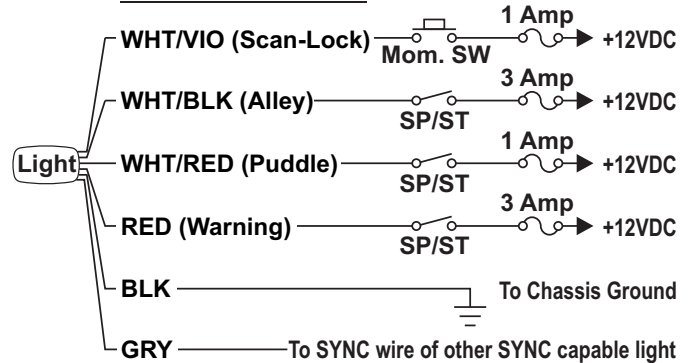 1 Amp
WHT/VIO (Scan-Lock) +12VDC
Mom. SW
3 Amp
WHT/BLK (Alley) +12VDC
SP/ST
1 Amp
Light WHT/RED (Puddle) +12VDC
SP/ST
3 Amp
RED (Warning) +12VDC
SP/ST
BLK To Chassis Ground
GRY To SYNC wire of other SYNC capable light